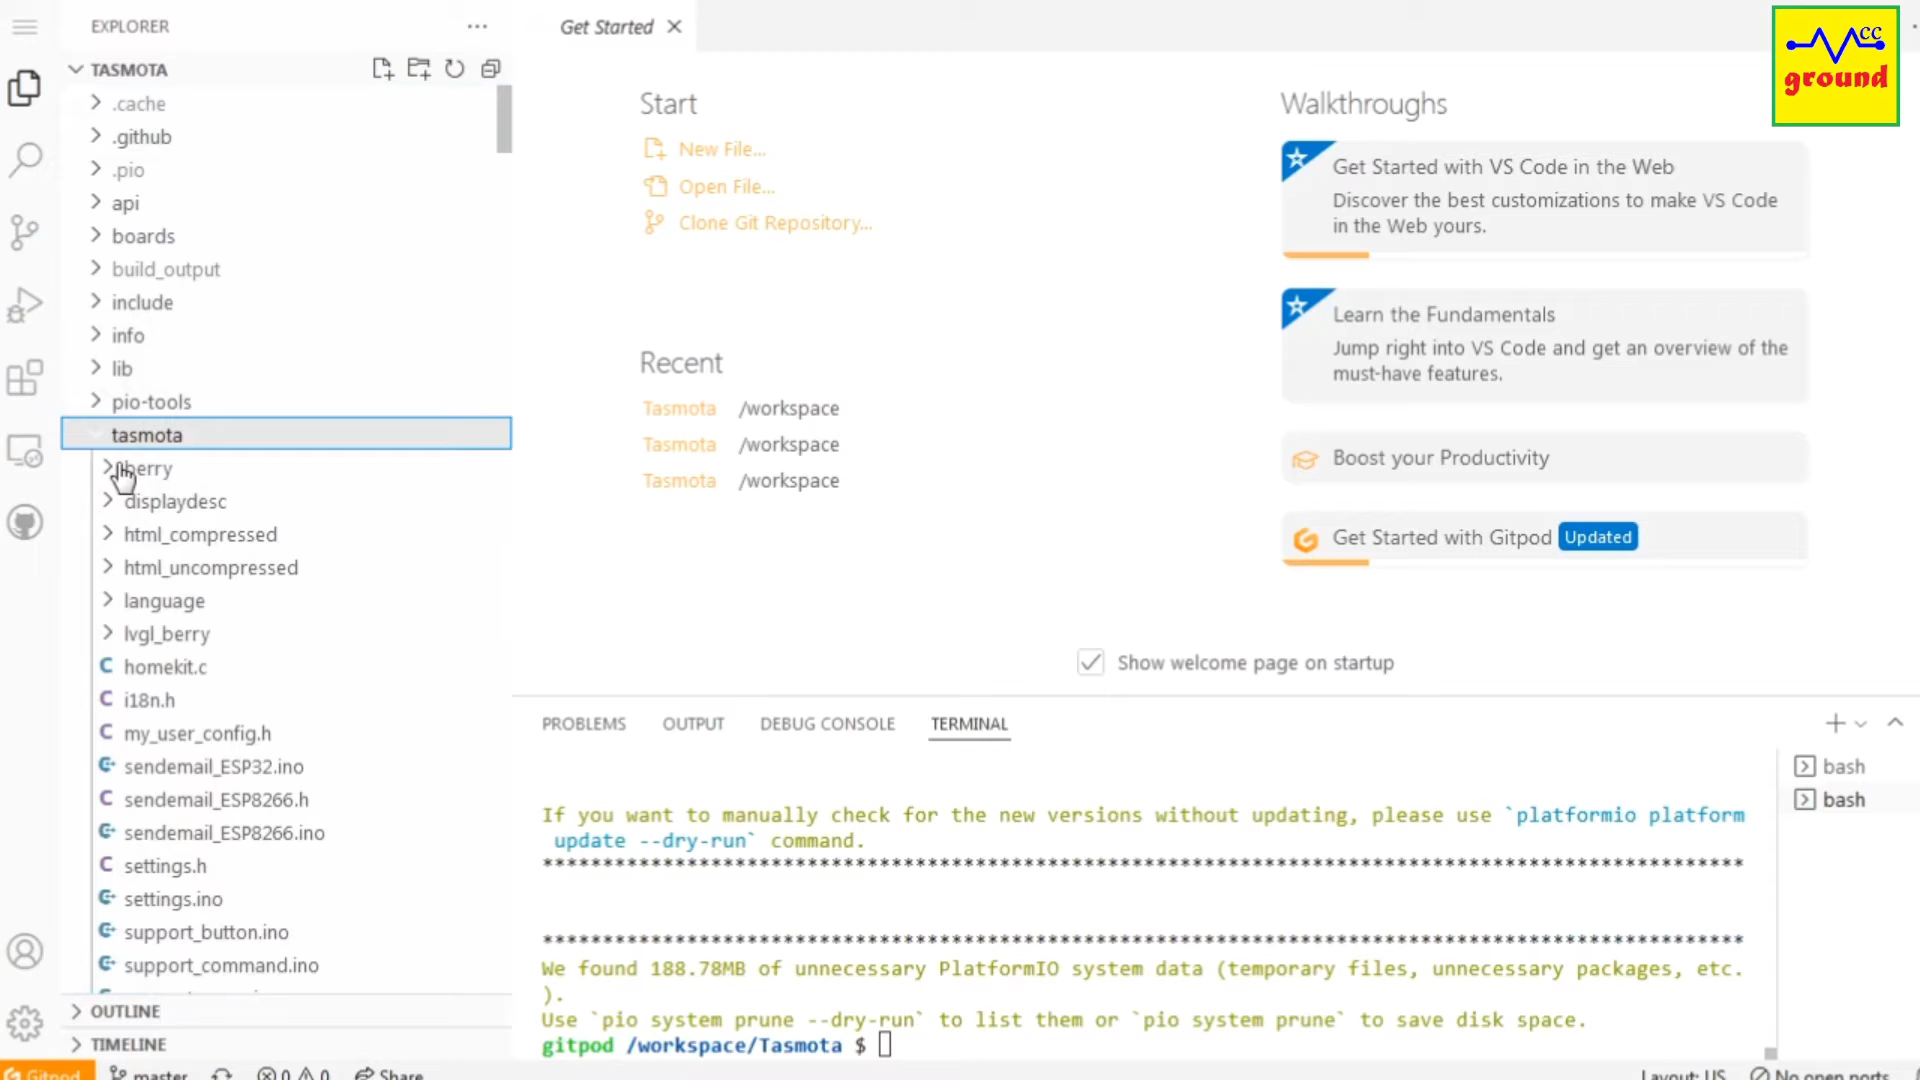 EXPLORER
TASMOTA
.cache
.github
.pio
api
boards
build_output
include
info
lib
pio-tools
tasmota
berry
displaydesc
html_compressed
html_uncompressed
language
lvgl_berry
homekit.c
i18n.h
my_user_config.h
sendemail_ESP32.ino
sendemail_ESP8266.h
sendemail_ESP8266.ino
settings.h
settings.ino
support_button.ino
support_command.ino
OUTLINE
TIMELINE
Get Started
Start
New File...
Open File...
Clone Git Repository...
Recent
Tasmota /workspace
Tasmota /workspace
Tasmota /workspace
Walkthroughs
Get Started with VS Code in the Web
Discover the best customizations to make VS Code
in the Web yours.
Learn the Fundamentals
Jump right into VS Code and get an overview of the
must-have features.
Boost your Productivity
Get Started with Gitpod Updated
Show welcome page on startup
CC
ground
PROBLEMS OUTPUT DEBUG CONSOLE TERMINAL
If you want to manually check for the new versions without updating, please use `platformio platform
update --dry-run` command.
****************************************************************************************************
****************************************************************************************************
We found 188.78MB of unnecessary PlatformIO system data (temporary files, unnecessary packages, etc.
).
Use `pio system prune --dry-run` to list them or `pio system prune` to save disk space.
gitpod /workspace/Tasmota $
bash
bash
Gitpod master 0 0 Share Layout: US No open ports